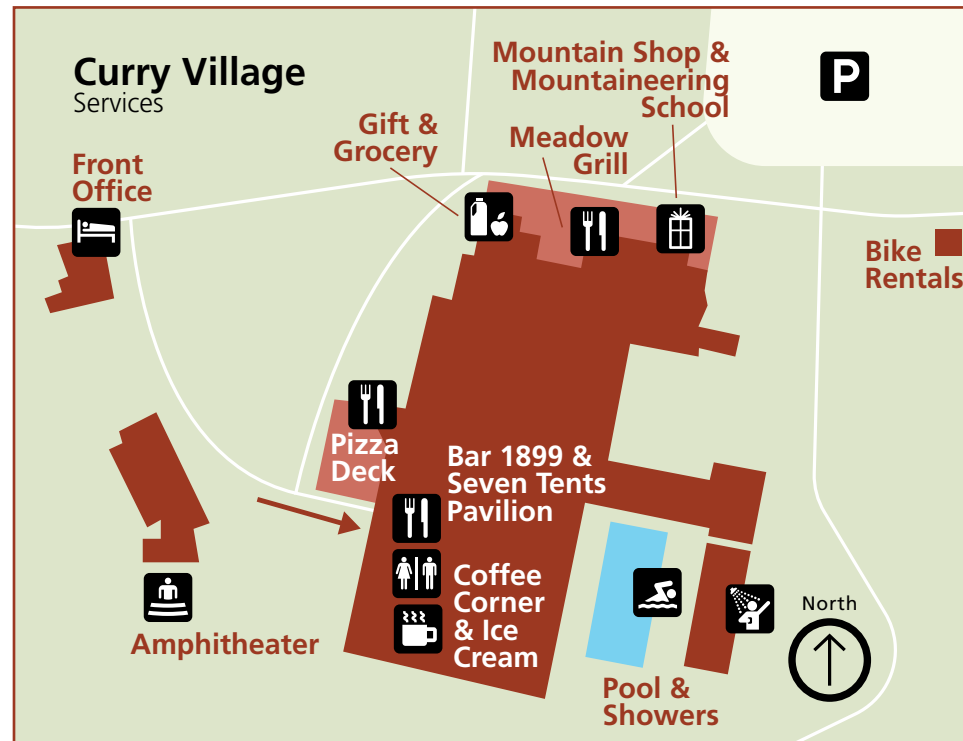 Curry Village
Services
Mountain Shop &
Mountaineering
School
P
Gift &
Grocery
Meadow
Grill
Front
Office
Bike
Rentals
Pizza
Deck
Bar 1899 &
Seven Tents
Pavilion
Coffee
Corner
& Ice
Cream
Amphitheater
Pool &
Showers
North